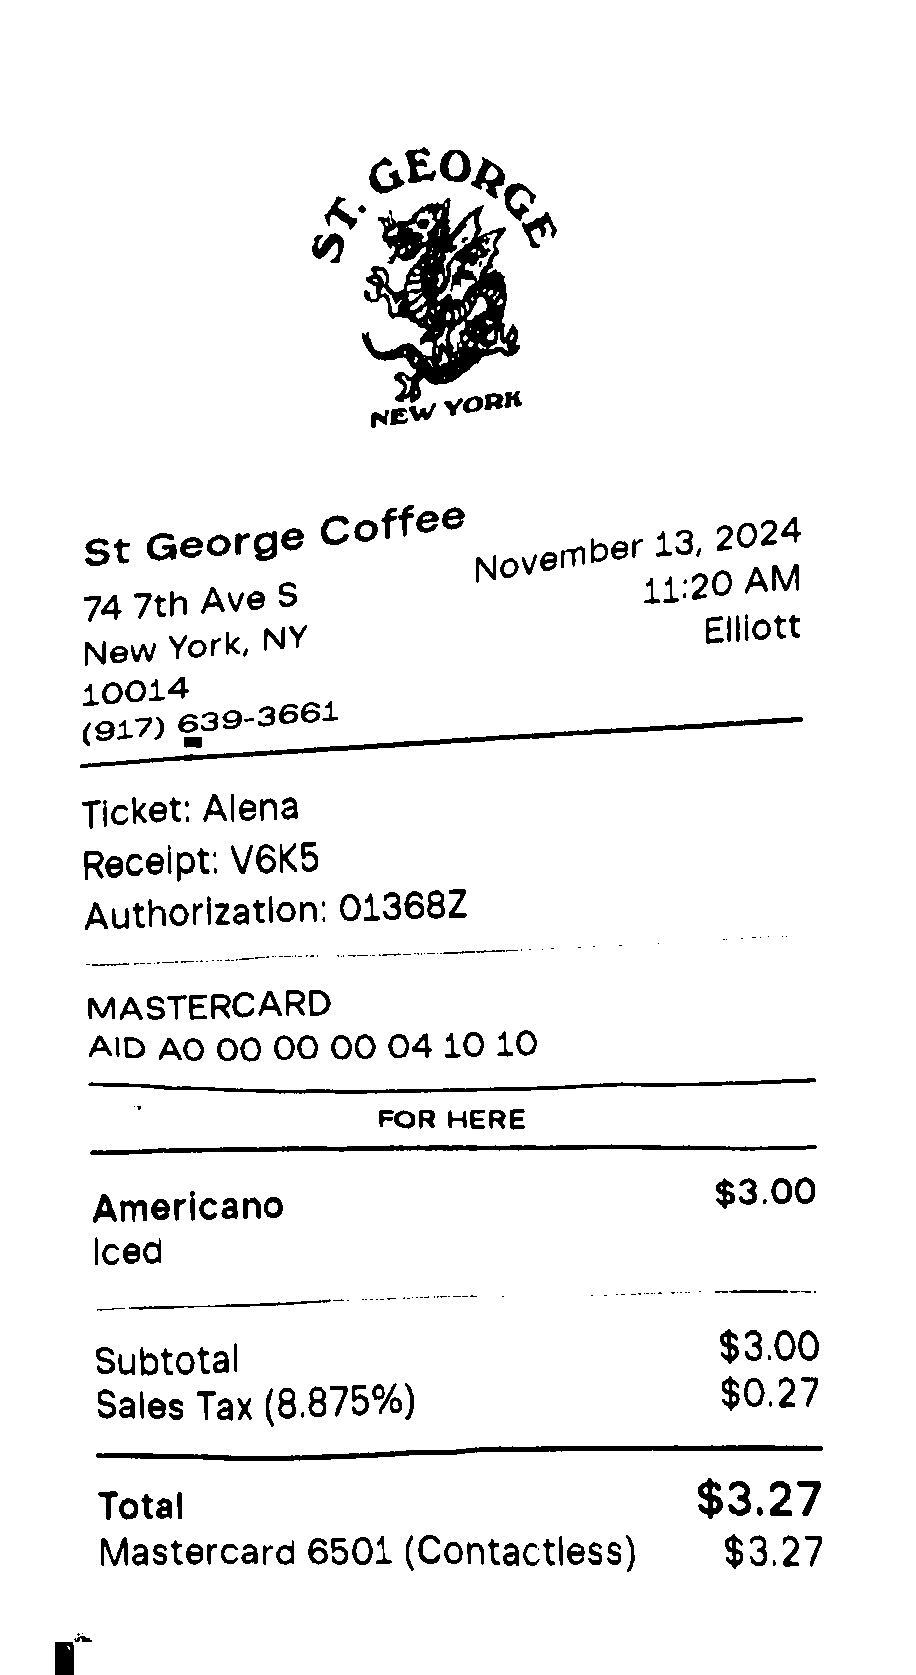 ST. GEORGE
NEW YORK
St George Coffee
74 7th Ave S
New York, NY
10014
(917) 639-3661
November 13, 2024
11:20 AM
Elliott
Ticket: Alena
Receipt: V6K5
Authorization: 01368Z
MASTERCARD
AID A0 00 00 00 04 10 10
FOR HERE
Americano $3.00
Iced
Subtotal $3.00
Sales Tax (8.875%) $0.27
Total $3.27
Mastercard 6501 (Contactless) $3.27